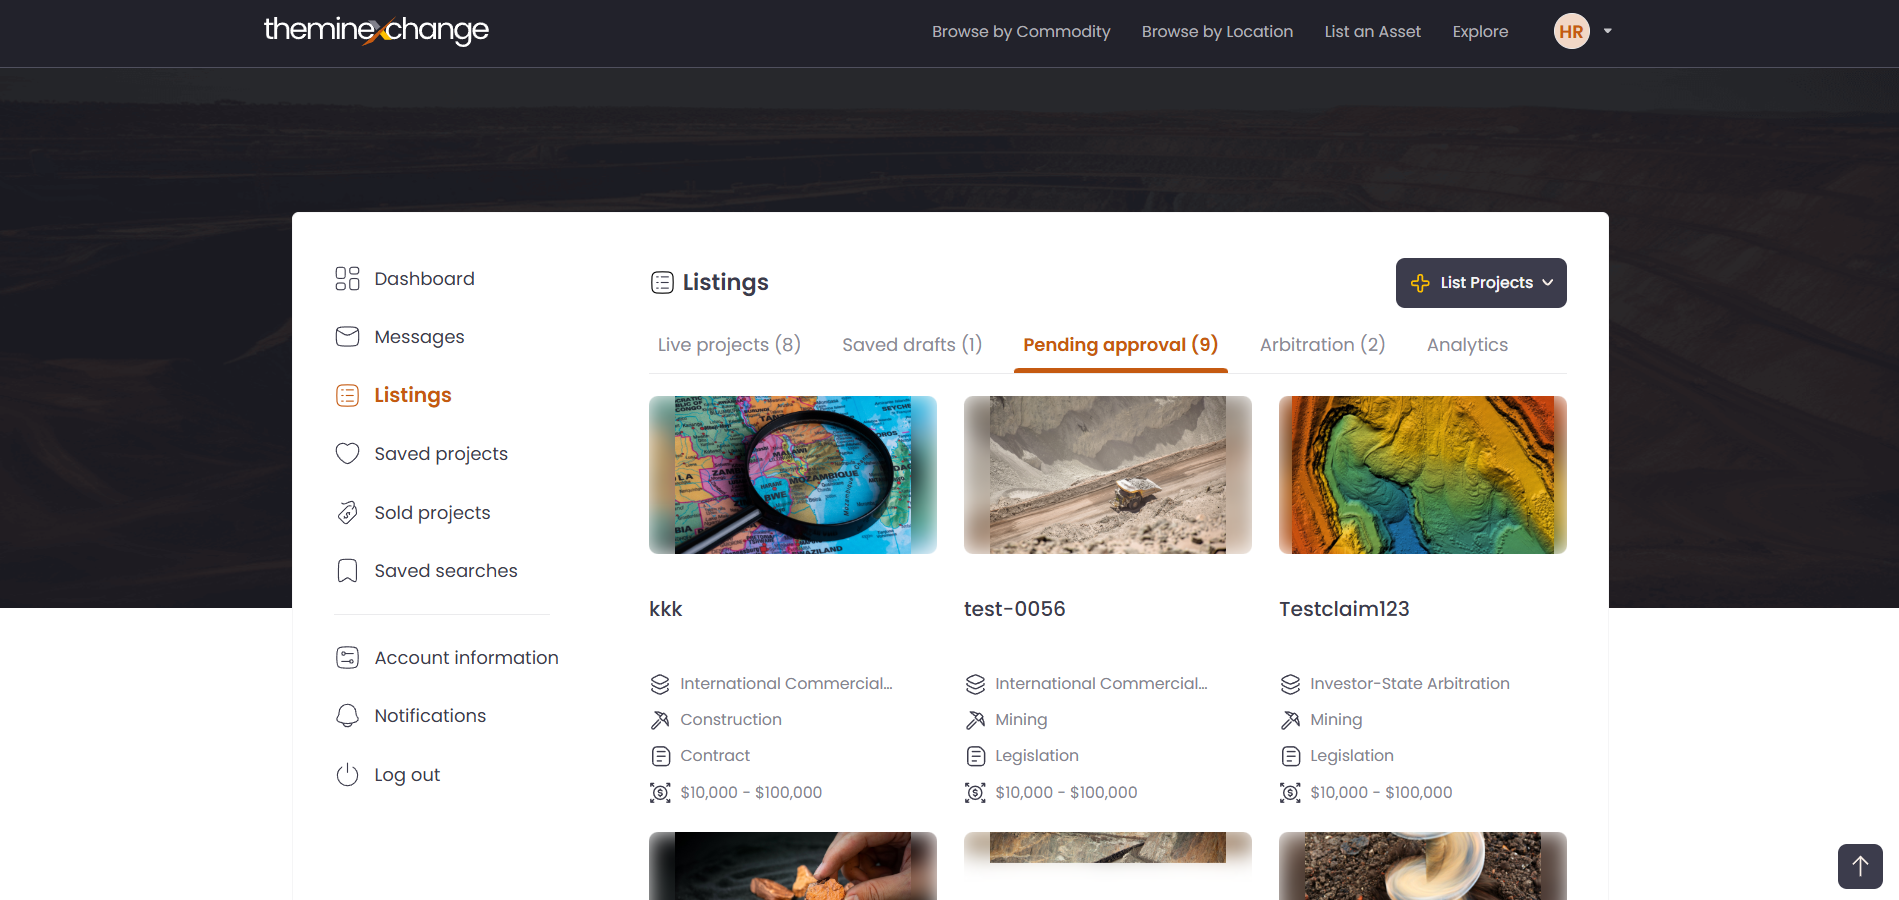 theminexchange
Browse by Commodity
Browse by Location
List an Asset
Explore
HR
Dashboard
Messages
Listings
Saved projects
Sold projects
Saved searches
Account information
Notifications
Log out
Listings
List Projects
Live projects (8)
Saved drafts (1)
Pending approval (9)
Arbitration (2)
Analytics
MALAWI
MOZAMBIQUE
kkk
test-0056
Testclaim123
International Commercial...
International Commercial...
Investor-State Arbitration
Construction
Mining
Mining
Contract
Legislation
Legislation
$10,000 - $100,000
$10,000 - $100,000
$10,000 - $100,000